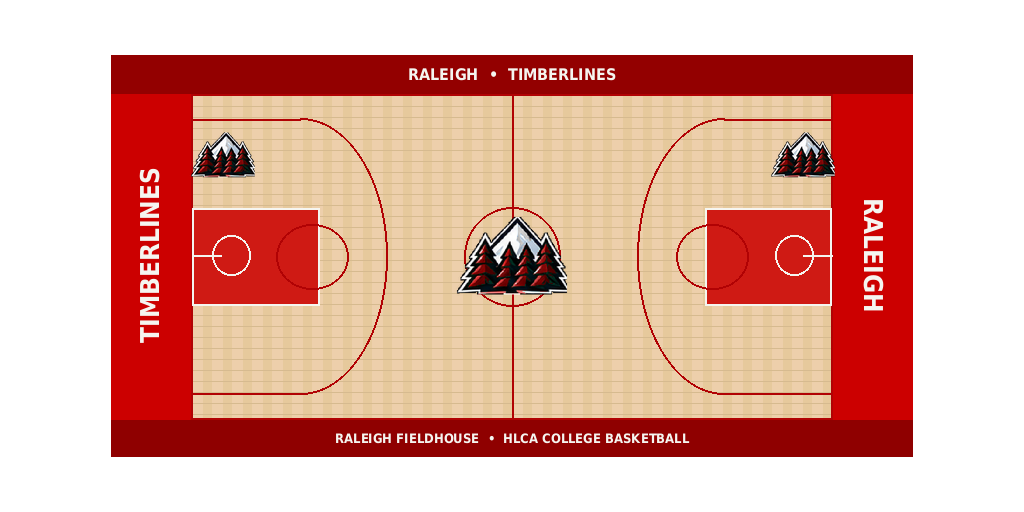 RALEIGH • TIMBERLINES
TIMBERLINES
RALEIGH
RALEIGH FIELDHOUSE • HLCA COLLEGE BASKETBALL